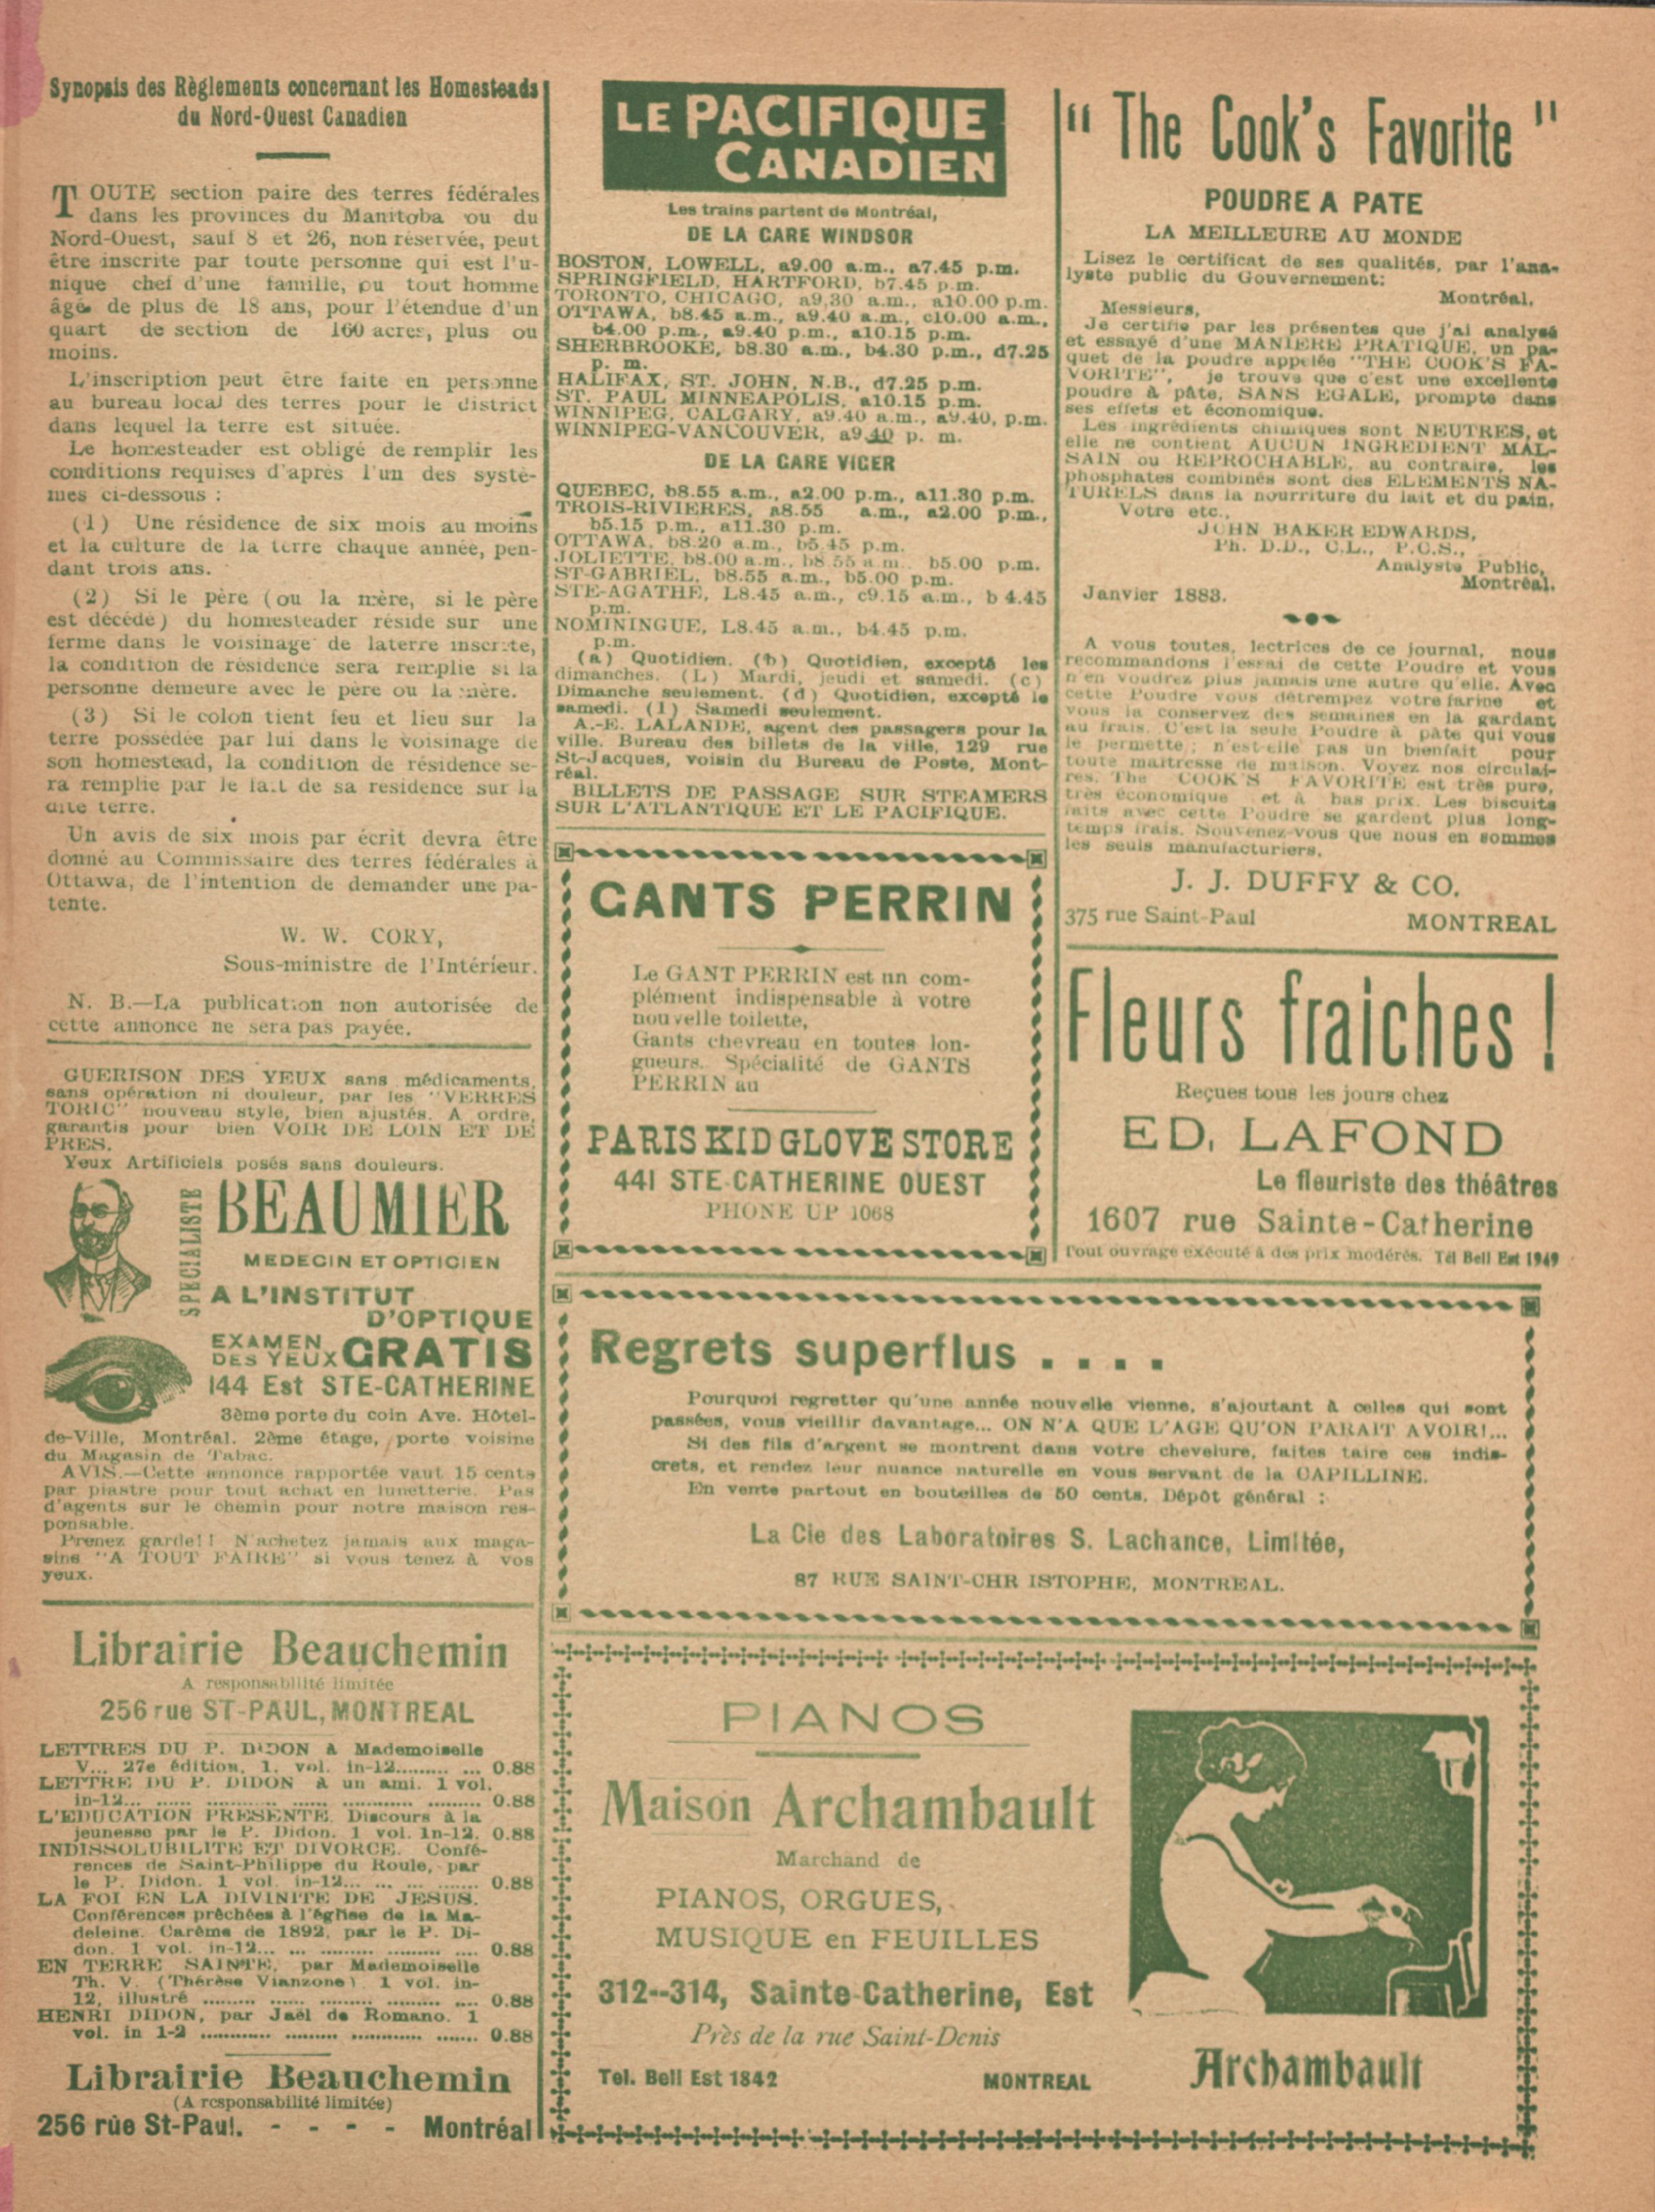 Synopsis des Règlements concernant les Homesteads
du Nord-Ouest Canadien
TOUTE section paire des terres fédérales
dans les provinces du Manitoba ou du
Nord-Ouest, sauf 8 et 26, non réservée, peut
être inscrite par toute personne qui est l'u-
nique chef d'une famille, ou tout homme
âgé de plus de 18 ans, pour l'étendue d'un
quart de section de 160 acres, plus ou
moins.
L'inscription peut être faite en personne
au bureau local des terres pour le district
dans lequel la terre est située.
Le homesteader est obligé de remplir les
conditions requises d'après l'un des systè-
mes ci-dessous :
(1) Une résidence de six mois au moins
et la culture de la terre chaque année, pen-
dant trois ans.
(2) Si le père (ou la mère, si le père
est décédé) du homesteader réside sur une
ferme dans le voisinage de laterre inscrite,
la condition de résidence sera remplie si la
personne demeure avec le père ou la mère.
(3) Si le colon tient feu et lieu sur la
terre possédée par lui dans le voisinage de
son homestead, la condition de résidence se-
ra remplie par le fait de sa résidence sur la
dite terre.
Un avis de six mois par écrit devra être
donné au Commissaire des terres fédérales à
Ottawa, de l'intention de demander une pa-
tente.
W. W. CORY,
Sous-ministre de l'Intérieur.
N. B.—La publication non autorisée de
cette annonce ne sera pas payée.
GUERISON DES YEUX sans médicaments,
sans opération ni douleur, par les "VERRES
TORIC" nouveau style, bien ajustés. A ordre,
garantis pour bien VOIR DE LOIN ET DE
PRES.
Yeux Artificiels posés sans douleurs.
SPECIALISTE
BEAUMIER
MEDECIN ET OPTICIEN
A L'INSTITUT
D'OPTIQUE
EXAMEN
DES YEUX GRATIS
144 Est STE-CATHERINE
3ème porte du coin Ave. Hôtel-
de-Ville, Montréal. 2ème étage, porte voisine
du Magasin de Tabac.
AVIS.—Cette annonce rapportée vaut 15 cents
par piastre pour tout achat en lunetterie. Pas
d'agents sur le chemin pour notre maison res-
ponsable.
Prenez garde!! N'achetez jamais aux maga-
sins "A TOUT FAIRE" si vous tenez à vos
yeux.
Librairie Beauchemin
A responsabilité limitée
256 rue ST-PAUL, MONTREAL
LETTRES DU P. DIDON à Mademoiselle
V... 27e édition, 1. vol. in-12......... ... 0.88
LETTRE DU P. DIDON à un ami. 1 vol.
in-12... ...... ......... ...... ............ ......... 0.88
L'EDUCATION PRESENTE. Discours à la
jeunesse par le P. Didon. 1 vol. in-12. 0.88
INDISSOLUBILITE ET DIVORCE. Confé-
rences de Saint-Philippe du Roule, par
le P. Didon. 1 vol. in-12... ... ... ....... 0.88
LA FOI EN LA DIVINITE DE JESUS.
Conférences prêchées à l'église de la Ma-
deleine. Carême de 1892, par le P. Di-
don. 1 vol. in-12... ... ......... ......... .... 0.88
EN TERRE SAINTE, par Mademoiselle
Th. V. (Thérèse Vianzone). 1 vol. in-
12, illustré ......... ...... ......... ......... .... 0.88
HENRI DIDON, par Jaël de Romano. 1
vol. in 1-2 ............ ......... ............ ....... 0.88
Librairie Beauchemin
(A responsabilité limitée)
256 rue St-Paul. - - - - Montréal
LE PACIFIQUE
CANADIEN
Les trains partent de Montréal,
DE LA GARE WINDSOR
BOSTON, LOWELL, a9.00 a.m., a7.45 p.m.
SPRINGFIELD, HARTFORD, b7.45 p.m.
TORONTO, CHICAGO, a9.30 a.m., a10.00 p.m.
OTTAWA, b8.45 a.m., a9.40 a.m., c10.00 a.m.,
b4.00 p.m., a9.40 p.m., a10.15 p.m.
SHERBROOKE, b8.30 a.m., b4.30 p.m., d7.25
p. m.
HALIFAX, ST. JOHN, N.B., d7.25 p.m.
ST. PAUL MINNEAPOLIS, a10.15 p.m.
WINNIPEG, CALGARY, a9.40 a.m., a9.40, p.m.
WINNIPEG-VANCOUVER, a9.40 p. m.
DE LA GARE VIGER
QUEBEC, b8.55 a.m., a2.00 p.m., a11.30 p.m.
TROIS-RIVIERES, a8.55 a.m., a2.00 p.m.,
b5.15 p.m., a11.30 p.m.
OTTAWA, b8.20 a.m., b5.45 p.m.
JOLIETTE, b8.00 a.m., b8.55 a.m. b5.00 p.m.
ST-GABRIEL, b8.55 a.m., b5.00 p.m.
STE-AGATHE, L8.45 a.m., c9.15 a.m., b 4.45
p.m.
NOMININGUE, L8.45 a.m., b4.45 p.m.
p.m.
(a) Quotidien. (b) Quotidien, excepté les
dimanches. (L) Mardi, jeudi et samedi. (c)
Dimanche seulement. (d) Quotidien, excepté le
samedi. (1) Samedi seulement.
A.-E. LALANDE, agent des passagers pour la
ville. Bureau des billets de la ville, 129 rue
St-Jacques, voisin du Bureau de Poste, Mont-
réal.
BILLETS DE PASSAGE SUR STEAMERS
SUR L'ATLANTIQUE ET LE PACIFIQUE.
GANTS PERRIN
Le GANT PERRIN est un com-
plément indispensable à votre
nouvelle toilette,
Gants chevreau en toutes lon-
gueurs. Spécialité de GANTS
PERRIN au
PARIS KID GLOVE STORE
441 STE-CATHERINE OUEST
PHONE UP 1068
" The Cook's Favorite "
POUDRE A PATE
LA MEILLEURE AU MONDE
Lisez le certificat de ses qualités, par l'ana-
lyste public du Gouvernement:
Montréal,
Messieurs,
Je certifie par les présentes que j'ai analysé
et essayé d'une MANIERE PRATIQUE, un pa-
quet de la poudre appelée "THE COOK'S FA-
VORITE", je trouve que c'est une excellente
poudre à pâte, SANS EGALE, prompte dans
ses effets et économique.
Les ingrédients chimiques sont NEUTRES, et
elle ne contient AUCUN INGREDIENT MAL-
SAIN ou REPROCHABLE, au contraire, les
phosphates combinés sont des ELEMENTS NA-
TURELS dans la nourriture du lait et du pain.
Votre etc.,
JOHN BAKER EDWARDS,
Ph. D.D., C.L., F.C.S.,
Analyste Public,
Montréal.
Janvier 1883.
A vous toutes, lectrices de ce journal, nous
recommandons l'essai de cette Poudre et vous
n'en voudrez plus jamais une autre qu'elle. Avec
cette Poudre vous détrempez votre farine et
vous la conservez des semaines en la gardant
au frais. C'est la seule Poudre à pâte qui vous
le permette; n'est-elle pas un bienfait pour
toute maitresse de maison. Voyez nos circulai-
res. The COOK'S FAVORITE est très pure,
très économique et à bas prix. Les biscuits
faits avec cette Poudre se gardent plus long-
temps frais. Souvenez-vous que nous en sommes
les seuls manufacturiers.
J. J. DUFFY & CO.
375 rue Saint-Paul MONTREAL
Fleurs fraiches !
Reçues tous les jours chez
ED. LAFOND
Le fleuriste des théâtres
1607 rue Sainte-Catherine
Tout ouvrage exécuté à des prix modérés. Tél Bell Est 1949
Regrets superflus . . . .
Pourquoi regretter qu'une année nouvelle vienne, s'ajoutant à celles qui sont
passées, vous vieillir davantage... ON N'A QUE L'AGE QU'ON PARAIT AVOIR!...
Si des fils d'argent se montrent dans votre chevelure, faites taire ces indis-
crets, et rendez leur nuance naturelle en vous servant de la CAPILLINE.
En vente partout en bouteilles de 50 cents. Dépôt général :
La Cie des Laboratoires S. Lachance, Limitée,
87 RUE SAINT-CHR ISTOPHE, MONTREAL.
PIANOS
Maison Archambault
Marchand de
PIANOS, ORGUES,
MUSIQUE en FEUILLES
312--314, Sainte-Catherine, Est
Près de la rue Saint-Denis
Tel. Bell Est 1842 MONTREAL
Archambault